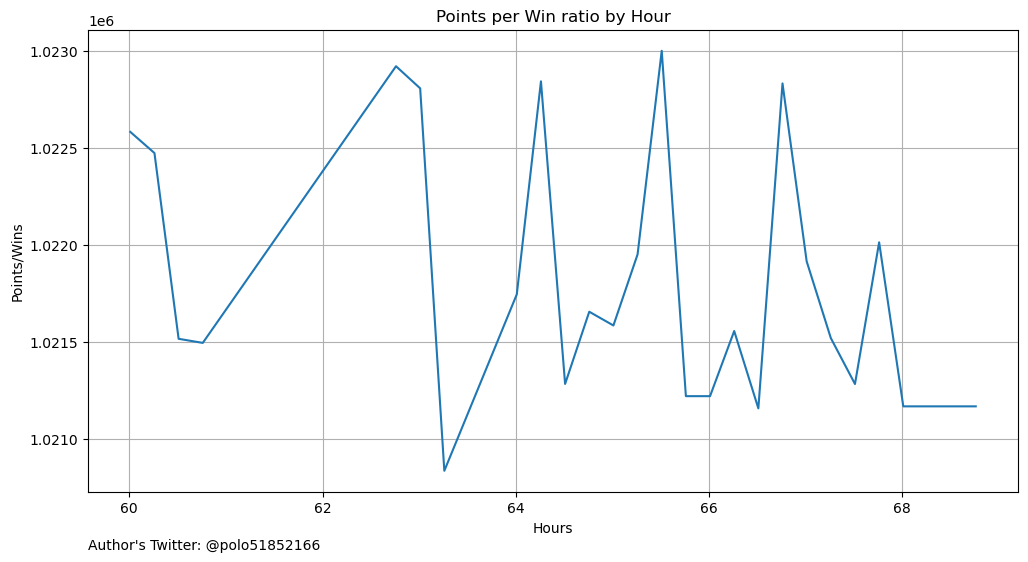 Points per Win ratio by Hour
1e6
1.0230
1.0225
1.0220
1.0215
1.0210
Points/Wins
60 62 64 66 68
Hours
Author's Twitter: @polo51852166